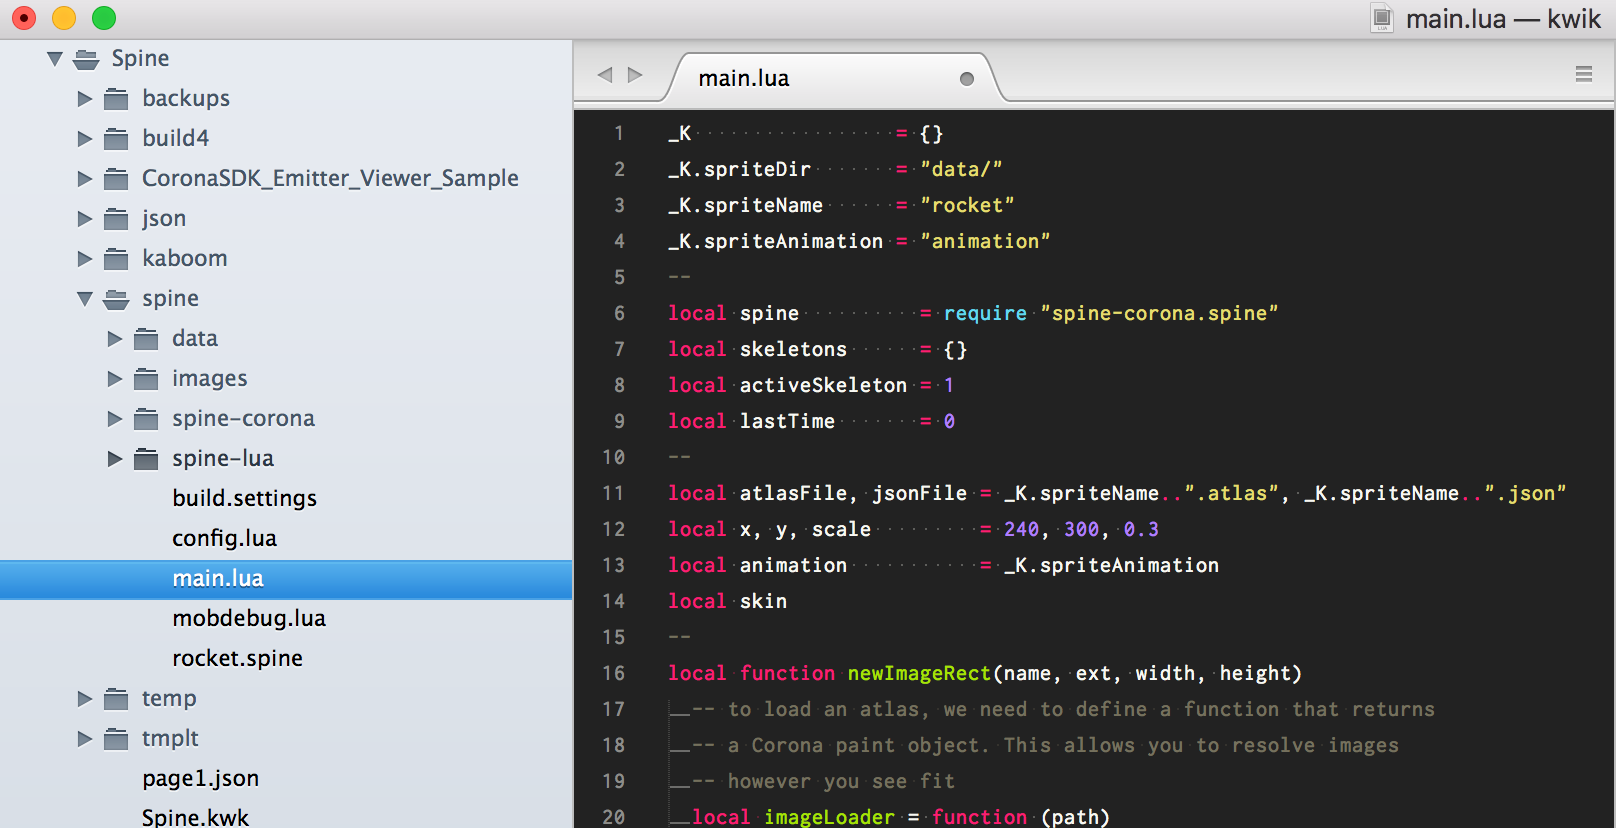 main.lua — kwik
Spine
backups
build4
CoronaSDK_Emitter_Viewer_Sample
json
kaboom
spine
data
images
spine-corona
spine-lua
build.settings
config.lua
main.lua
mobdebug.lua
rocket.spine
temp
tmplt
page1.json
Spine.kwk
main.lua
1 _K = {}
2 _K.spriteDir = "data/"
3 _K.spriteName = "rocket"
4 _K.spriteAnimation = "animation"
5 --
6 local spine = require "spine-corona.spine"
7 local skeletons = {}
8 local activeSkeleton = 1
9 local lastTime = 0
10 --
11 local atlasFile, jsonFile = _K.spriteName..".atlas", _K.spriteName..".json"
12 local x, y, scale = 240, 300, 0.3
13 local animation = _K.spriteAnimation
14 local skin
15 --
16 local function newImageRect(name, ext, width, height)
17 -- to load an atlas, we need to define a function that returns
18 -- a Corona paint object. This allows you to resolve images
19 -- however you see fit
20 local imageLoader = function (path)